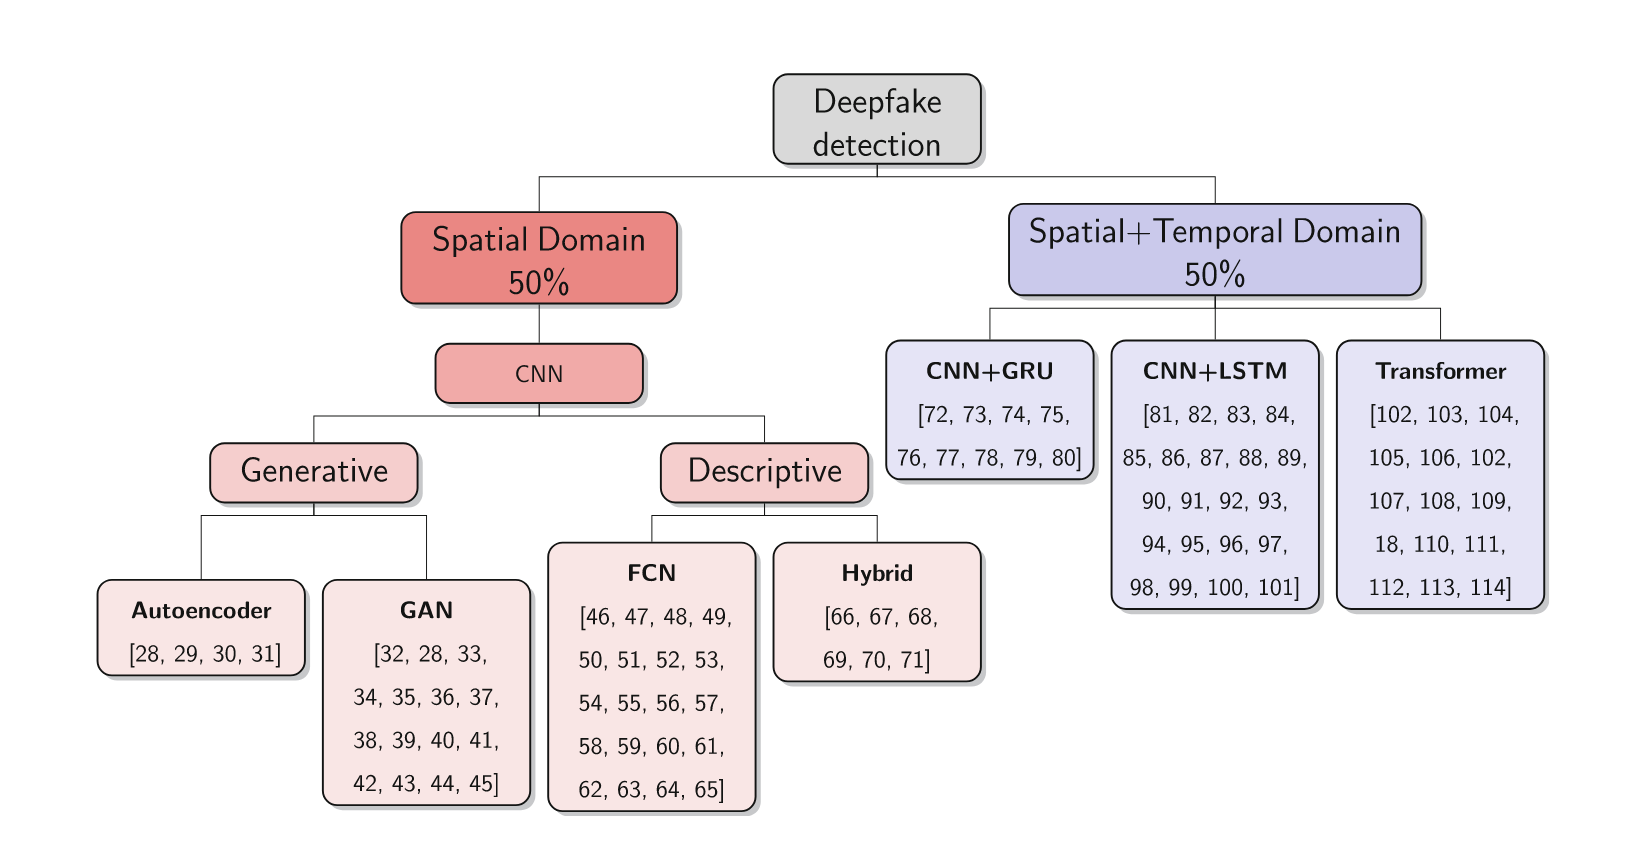 Deepfake
detection
Spatial Domain
50%
Spatial+Temporal Domain
50%
CNN
Generative
Descriptive
Autoencoder
[28, 29, 30, 31]
GAN
[32, 28, 33,
34, 35, 36, 37,
38, 39, 40, 41,
42, 43, 44, 45]
FCN
[46, 47, 48, 49,
50, 51, 52, 53,
54, 55, 56, 57,
58, 59, 60, 61,
62, 63, 64, 65]
Hybrid
[66, 67, 68,
69, 70, 71]
CNN+GRU
[72, 73, 74, 75,
76, 77, 78, 79, 80]
CNN+LSTM
[81, 82, 83, 84,
85, 86, 87, 88, 89,
90, 91, 92, 93,
94, 95, 96, 97,
98, 99, 100, 101]
Transformer
[102, 103, 104,
105, 106, 102,
107, 108, 109,
18, 110, 111,
112, 113, 114]